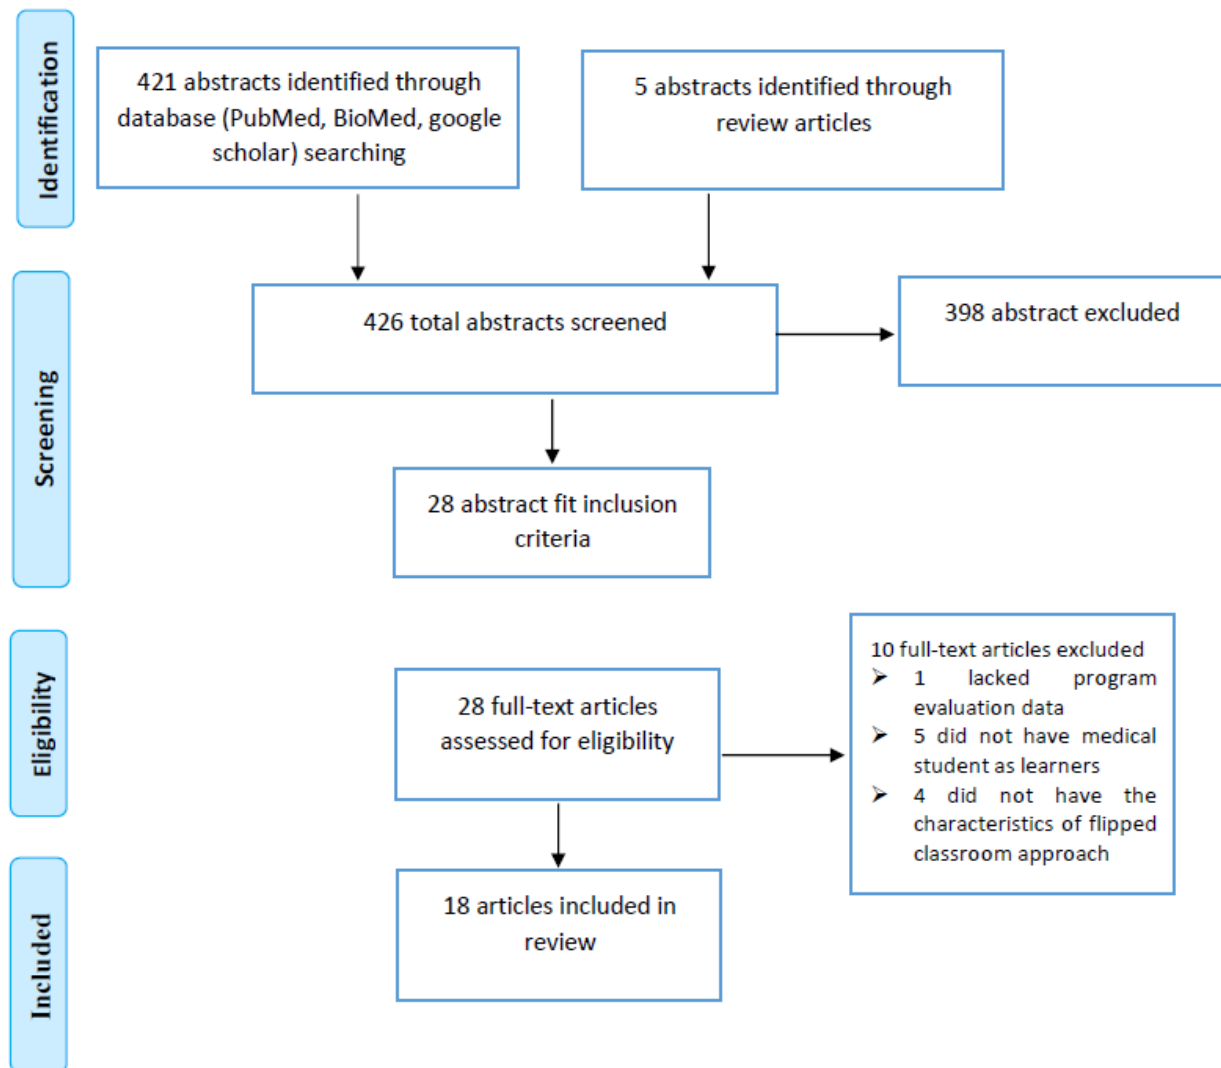 Identification
421 abstracts identified through
database (PubMed, BioMed, google
scholar) searching
5 abstracts identified through
review articles
Screening
426 total abstracts screened
398 abstract excluded
28 abstract fit inclusion
criteria
Eligibility
28 full-text articles
assessed for eligibility
10 full-text articles excluded
➤ 1 lacked program
evaluation data
➤ 5 did not have medical
student as learners
➤ 4 did not have the
characteristics of flipped
classroom approach
Included
18 articles included in
review